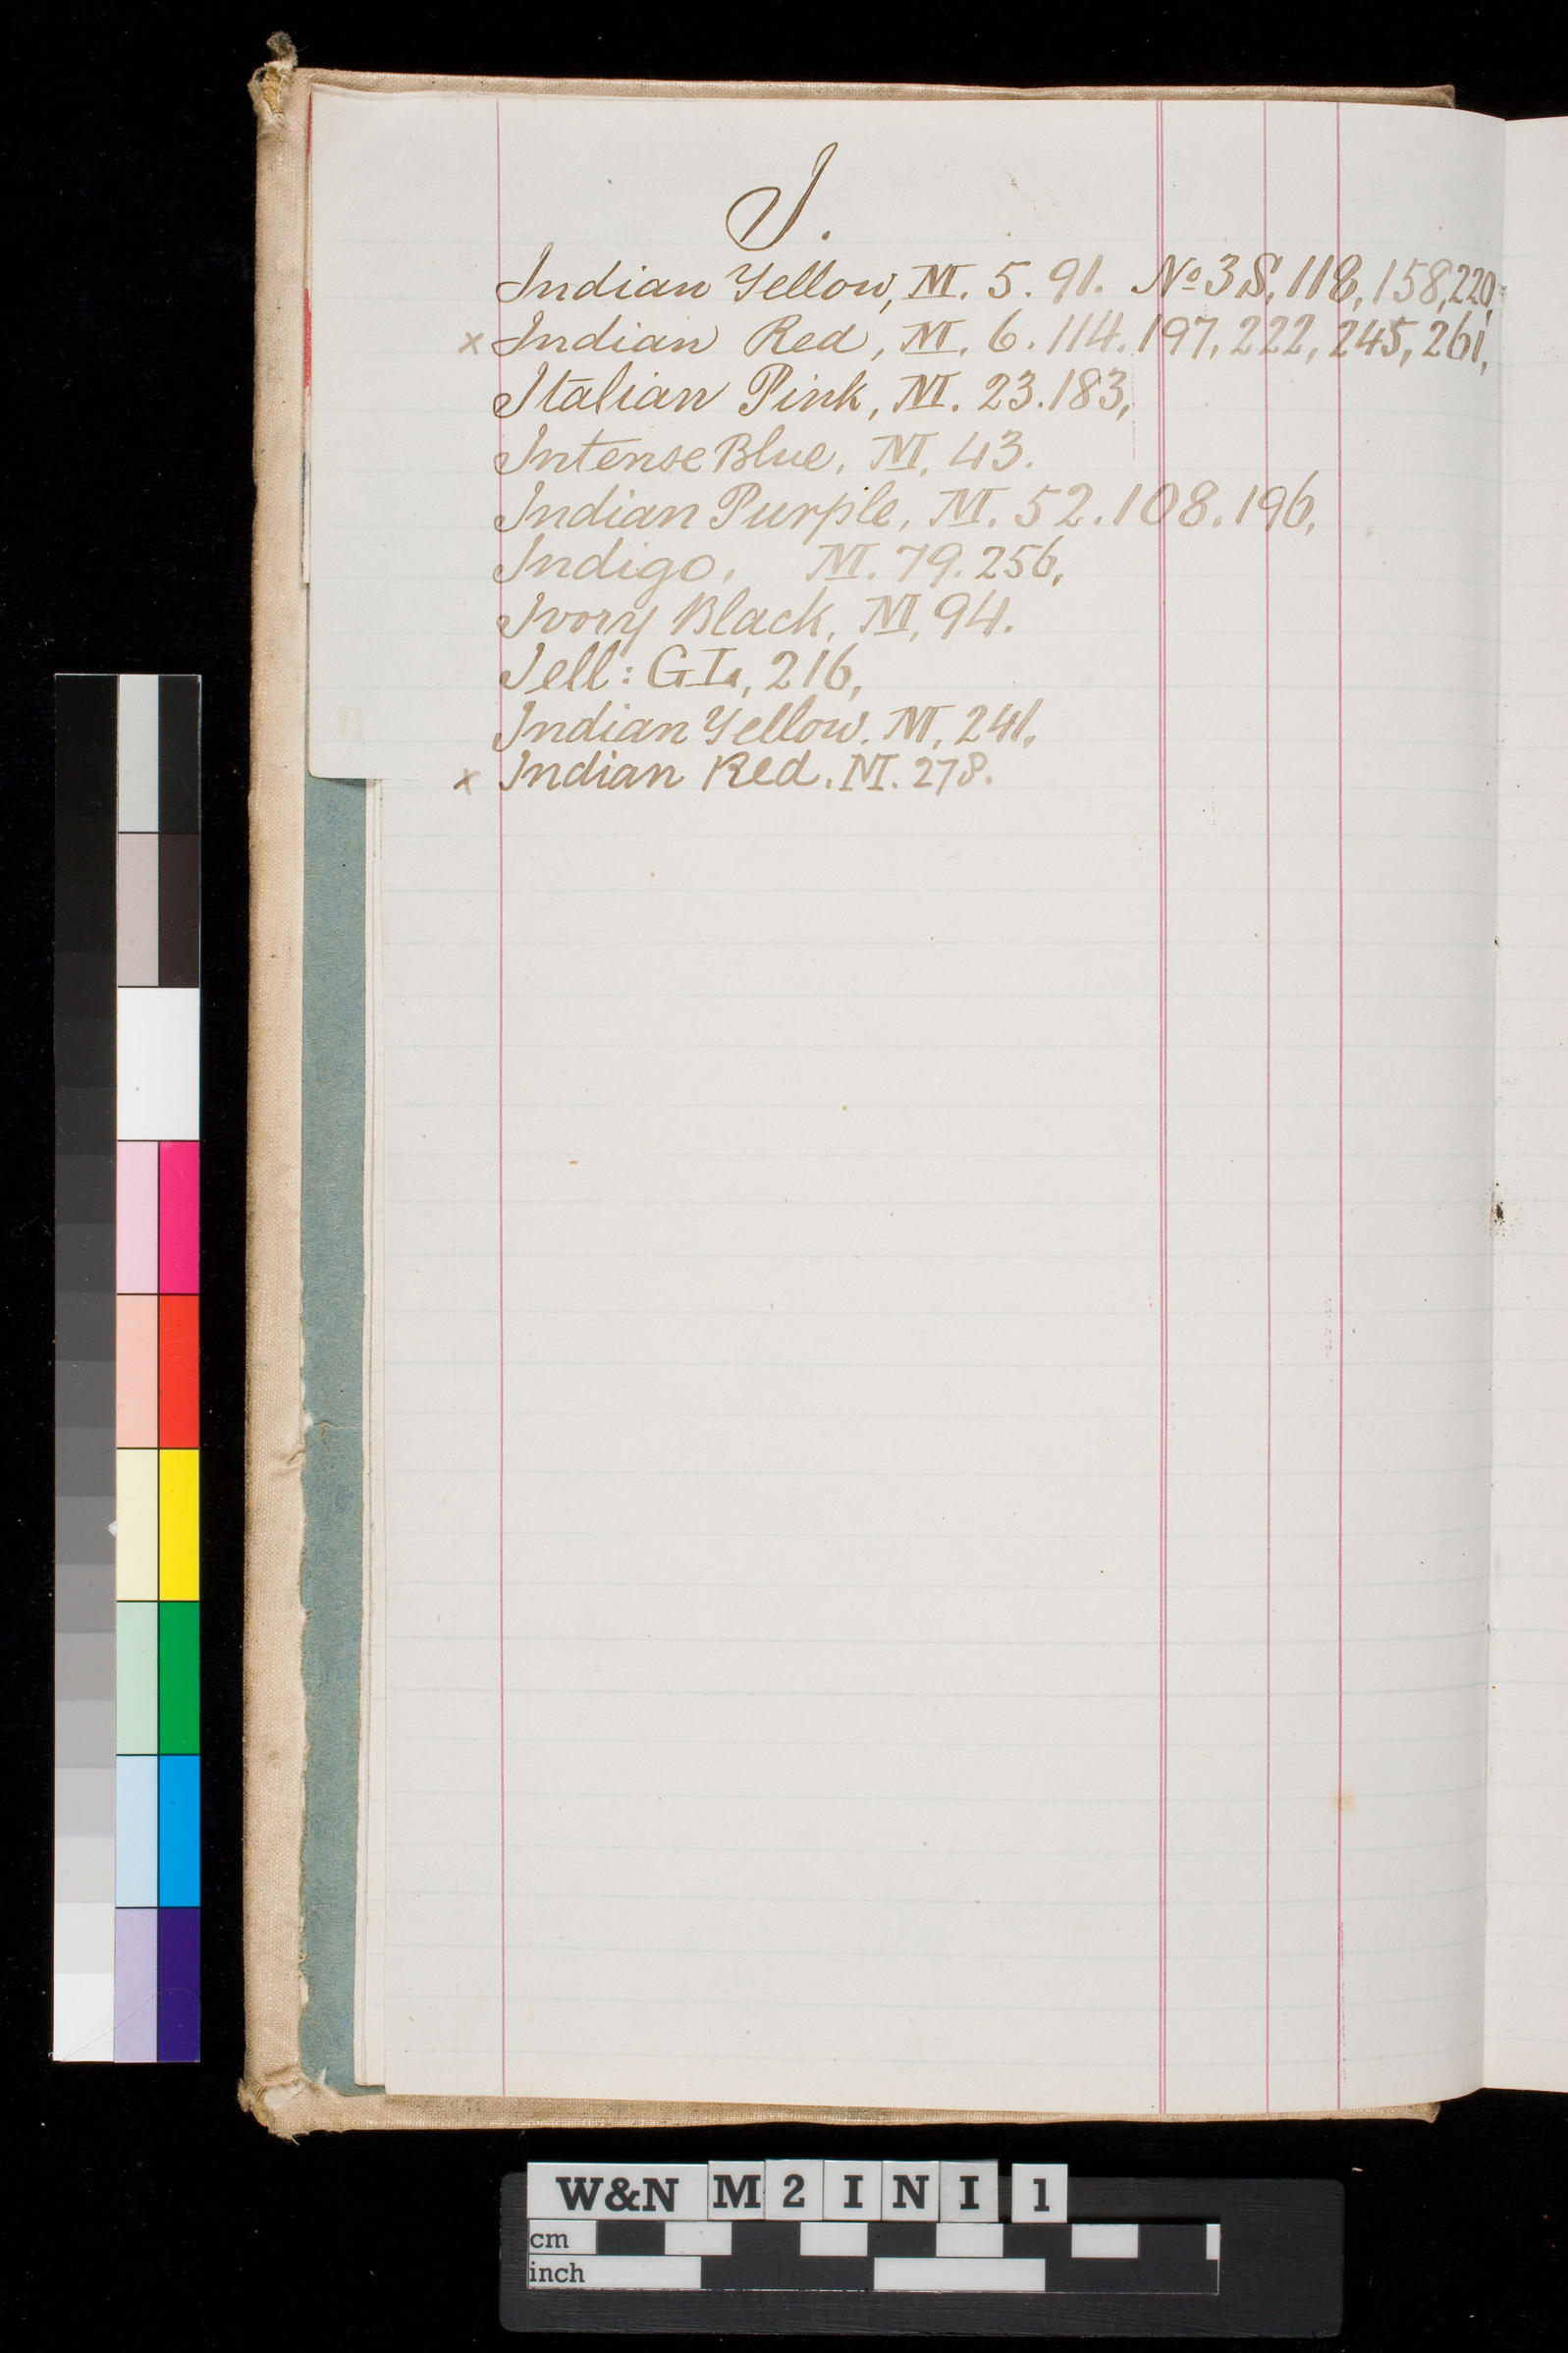 I.
Indian Yellow, M. 5. 91. No 3 S, 118, 158, 220,
x Indian Red, M. 6. 114. 197, 222, 245, 261,
Italian Pink, M. 23. 183,
Intense Blue, M. 43.
Indian Purple, M. 52. 108. 196,
Indigo, M. 79. 256,
Ivory Black, M, 94.
Jell: GI, 216,
Indian Yellow. M, 241,
x Indian Red. M. 278.
W&N M 2 I N I 1
cm
inch